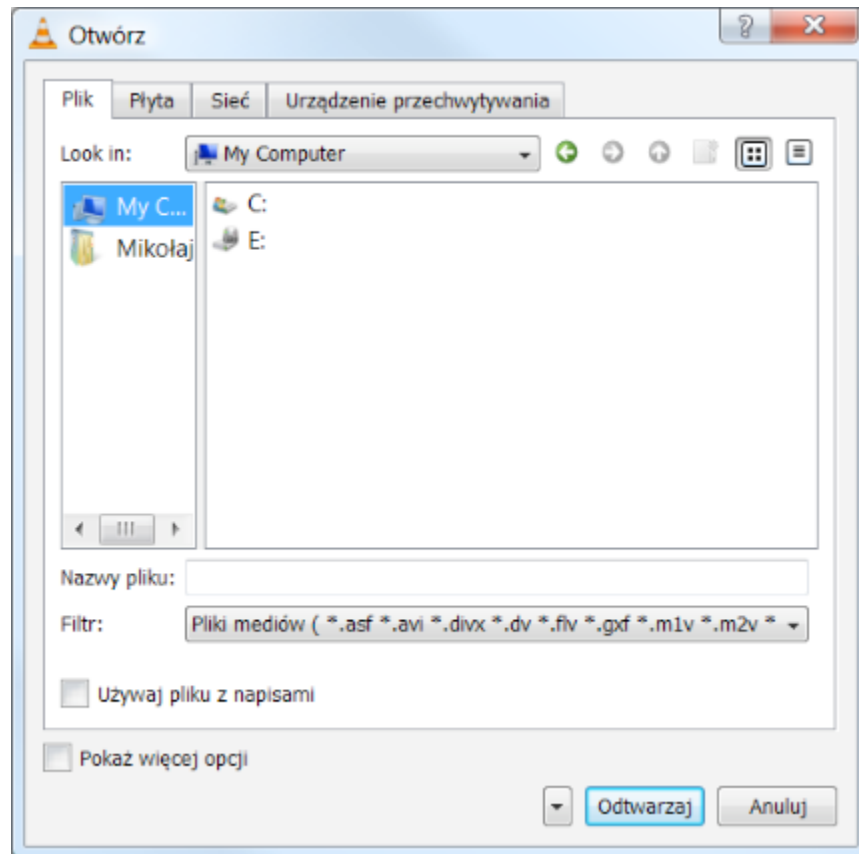 Otwórz
Plik Płyta Sieć Urządzenie przechwytywania
Look in: My Computer
My C... C:
Mikołaj E:
Nazwy pliku:
Filtr: Pliki mediów ( *.asf *.avi *.divx *.dv *.flv *.gxf *.m1v *.m2v *
Używaj pliku z napisami
Pokaż więcej opcji
Odtwarzaj Anuluj